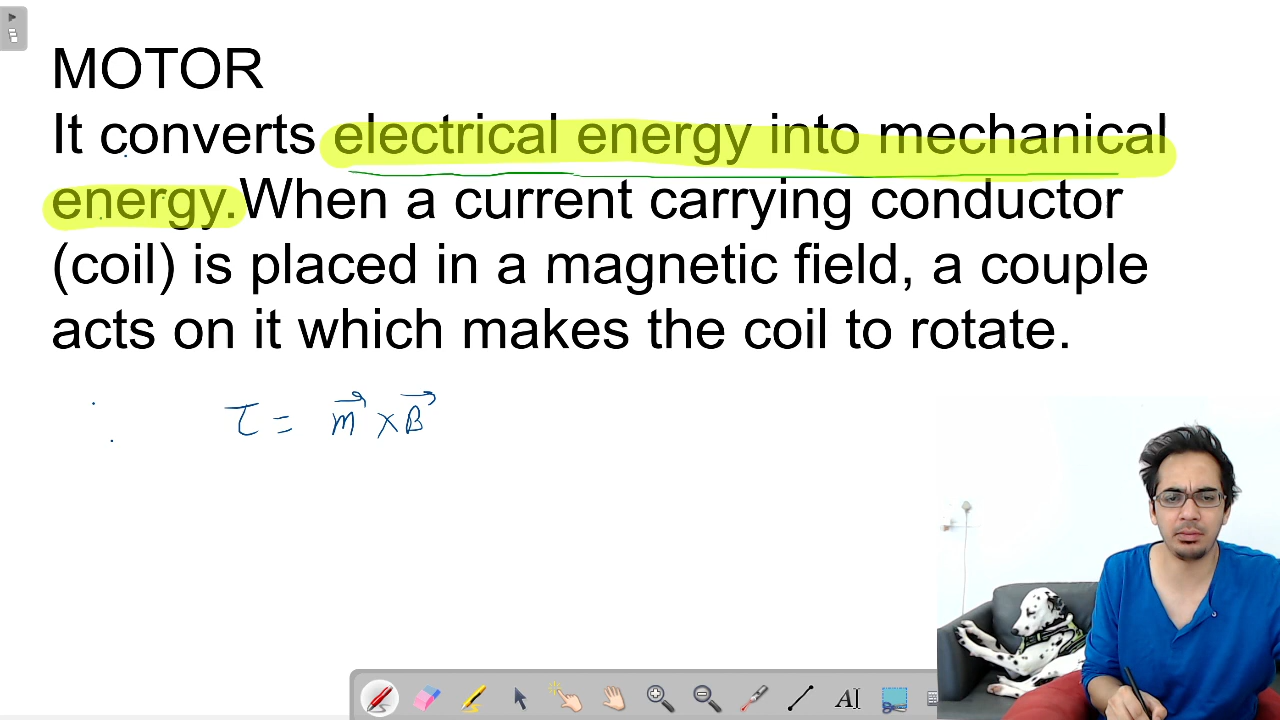 MOTOR
It converts electrical energy into mechanical
energy.When a current carrying conductor
(coil) is placed in a magnetic field, a couple
acts on it which makes the coil to rotate.
τ = m⃗ × B⃗
AI